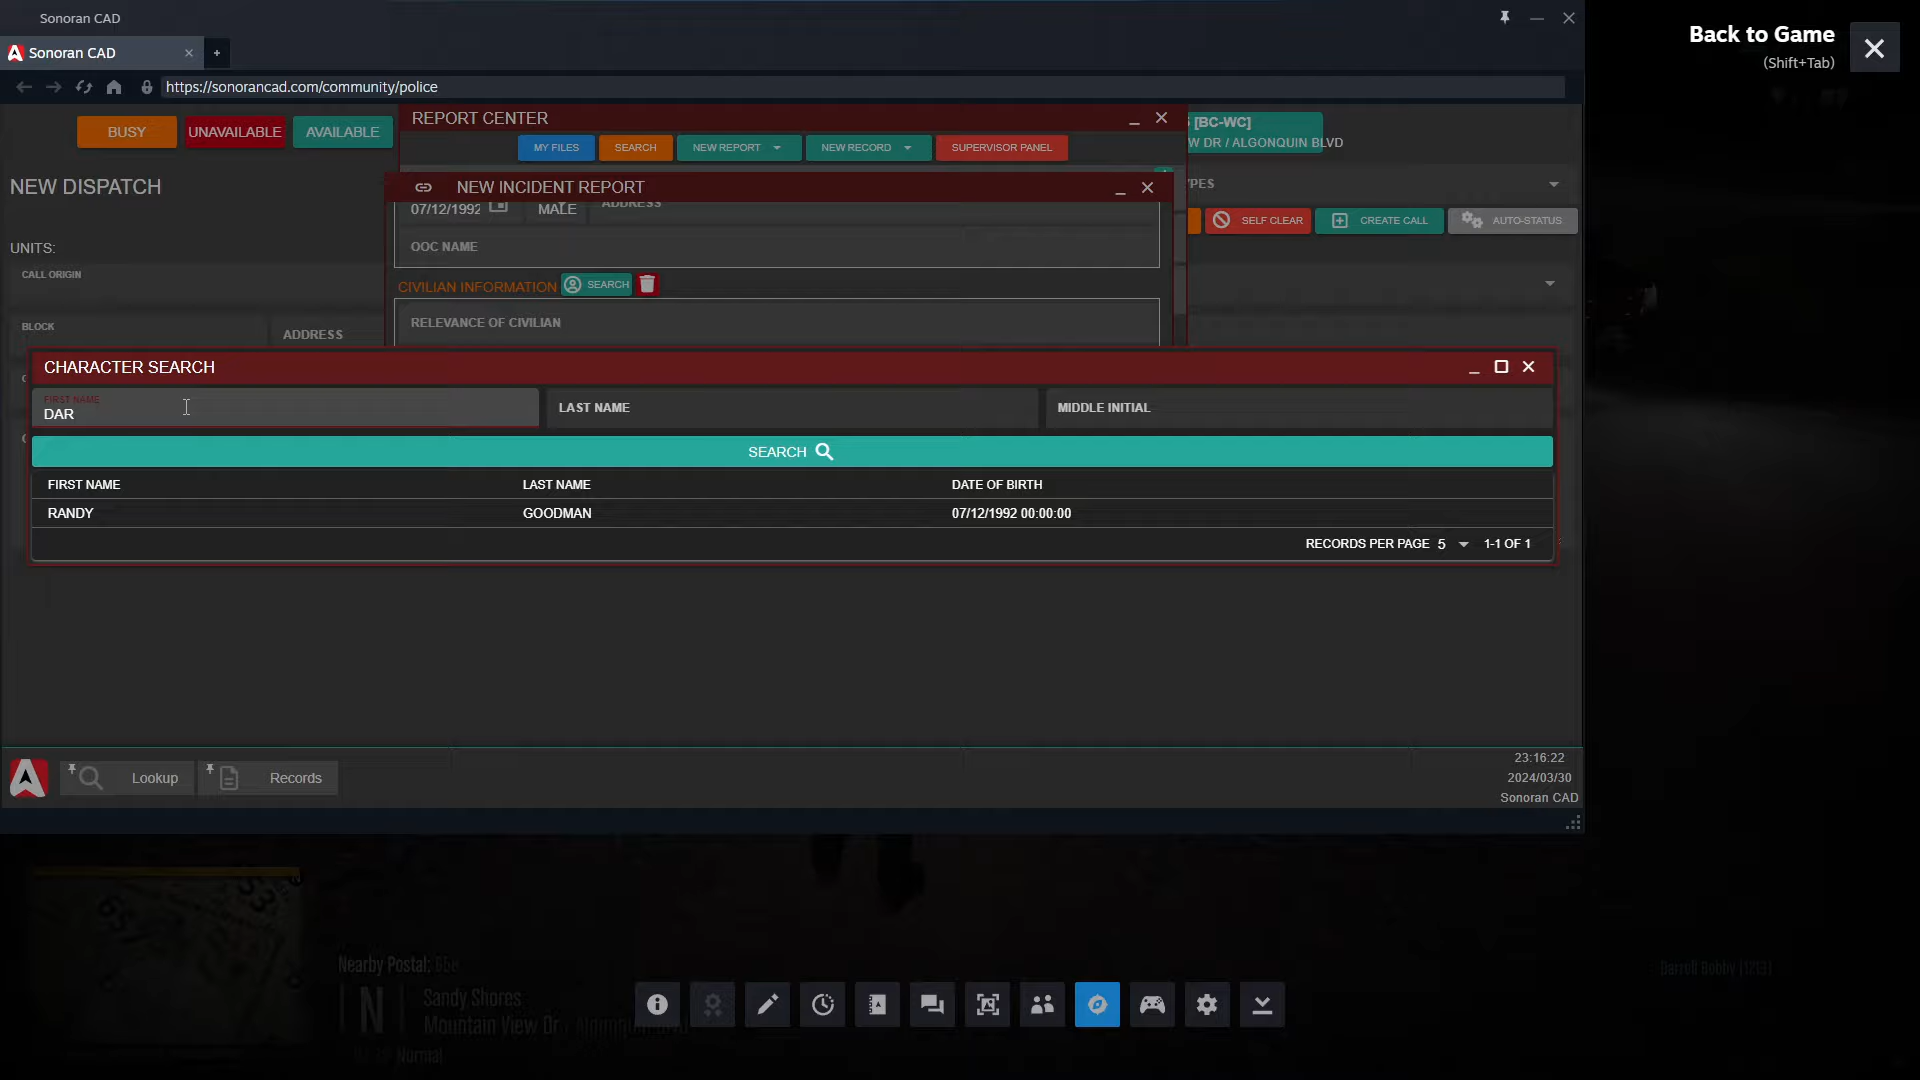 Sonoran CAD
Back to Game
(Shift+Tab)
Sonoran CAD
https://sonorancad.com/community/police
BUSY
UNAVAILABLE
AVAILABLE
REPORT CENTER
[BC-WC]
W DR / ALGONQUIN BLVD
MY FILES
SEARCH
NEW REPORT
NEW RECORD
SUPERVISOR PANEL
NEW DISPATCH
NEW INCIDENT REPORT
PES
07/12/1992
MALE
ADDRESS
SELF CLEAR
CREATE CALL
AUTO-STATUS
OOC NAME
UNITS:
CALL ORIGIN
CIVILIAN INFORMATION
SEARCH
RELEVANCE OF CIVILIAN
BLOCK
ADDRESS
CHARACTER SEARCH
FIRST NAME
DAR
LAST NAME
MIDDLE INITIAL
SEARCH
FIRST NAME LAST NAME DATE OF BIRTH
RANDY GOODMAN 07/12/1992 00:00:00
RECORDS PER PAGE 5 1-1 OF 1
Lookup
Records
23:16:22
2024/03/30
Sonoran CAD
Nearby Postal:
N
Sandy Shores
Mountain View Dr
Normal